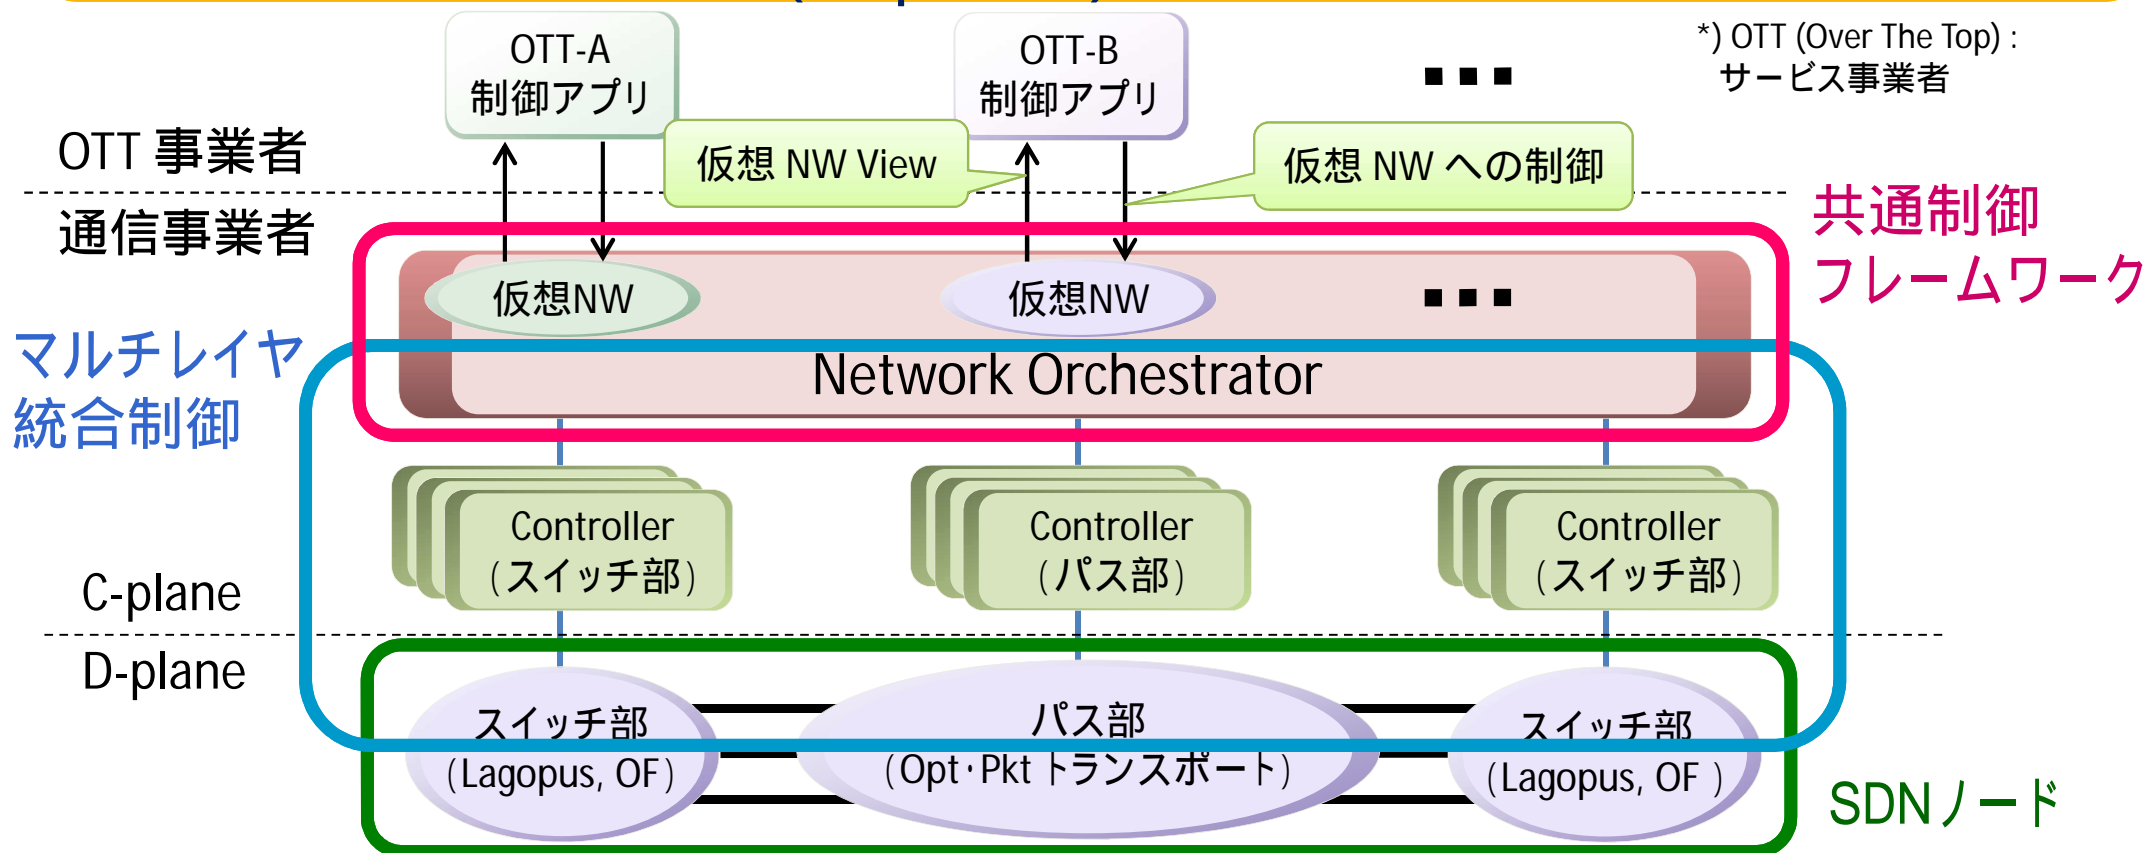 OTT-A
制御アプリ
OTT-B
制御アプリ
■ ■ ■
*) OTT (Over The Top) :
サービス事業者
OTT 事業者
仮想 NW View
仮想 NW への制御
通信事業者
共通制御
フレームワーク
仮想NW
仮想NW
■ ■ ■
マルチレイヤ
統合制御
Network Orchestrator
Controller
(スイッチ部)
Controller
(パス部)
Controller
(スイッチ部)
C-plane
D-plane
スイッチ部
(Lagopus, OF)
パス部
(Opt・Pkt トランスポート)
スイッチ部
(Lagopus, OF )
SDNノード